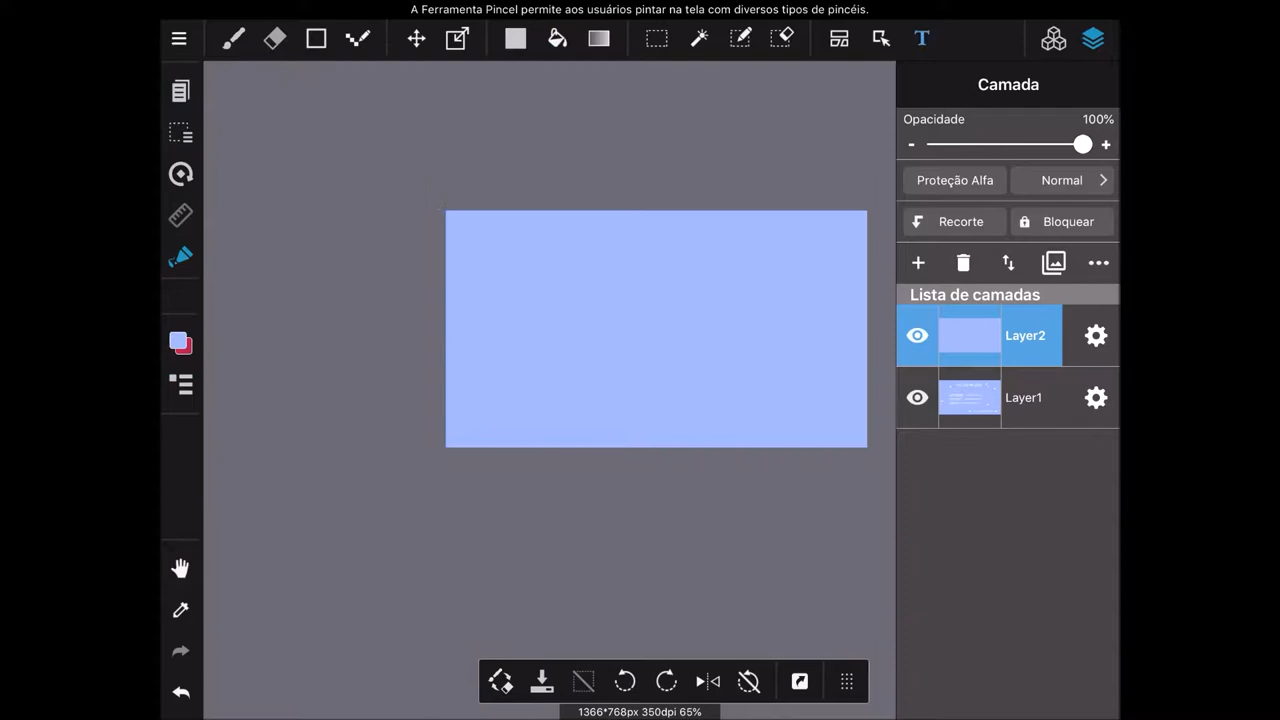 A Ferramenta Pincel permite aos usuários pintar na tela com diversos tipos de pincéis.
T
Camada
Opacidade 100%
- +
Proteção Alfa Normal
Recorte Bloquear
Lista de camadas
Layer2
Layer1
1366*768px 350dpi 65%